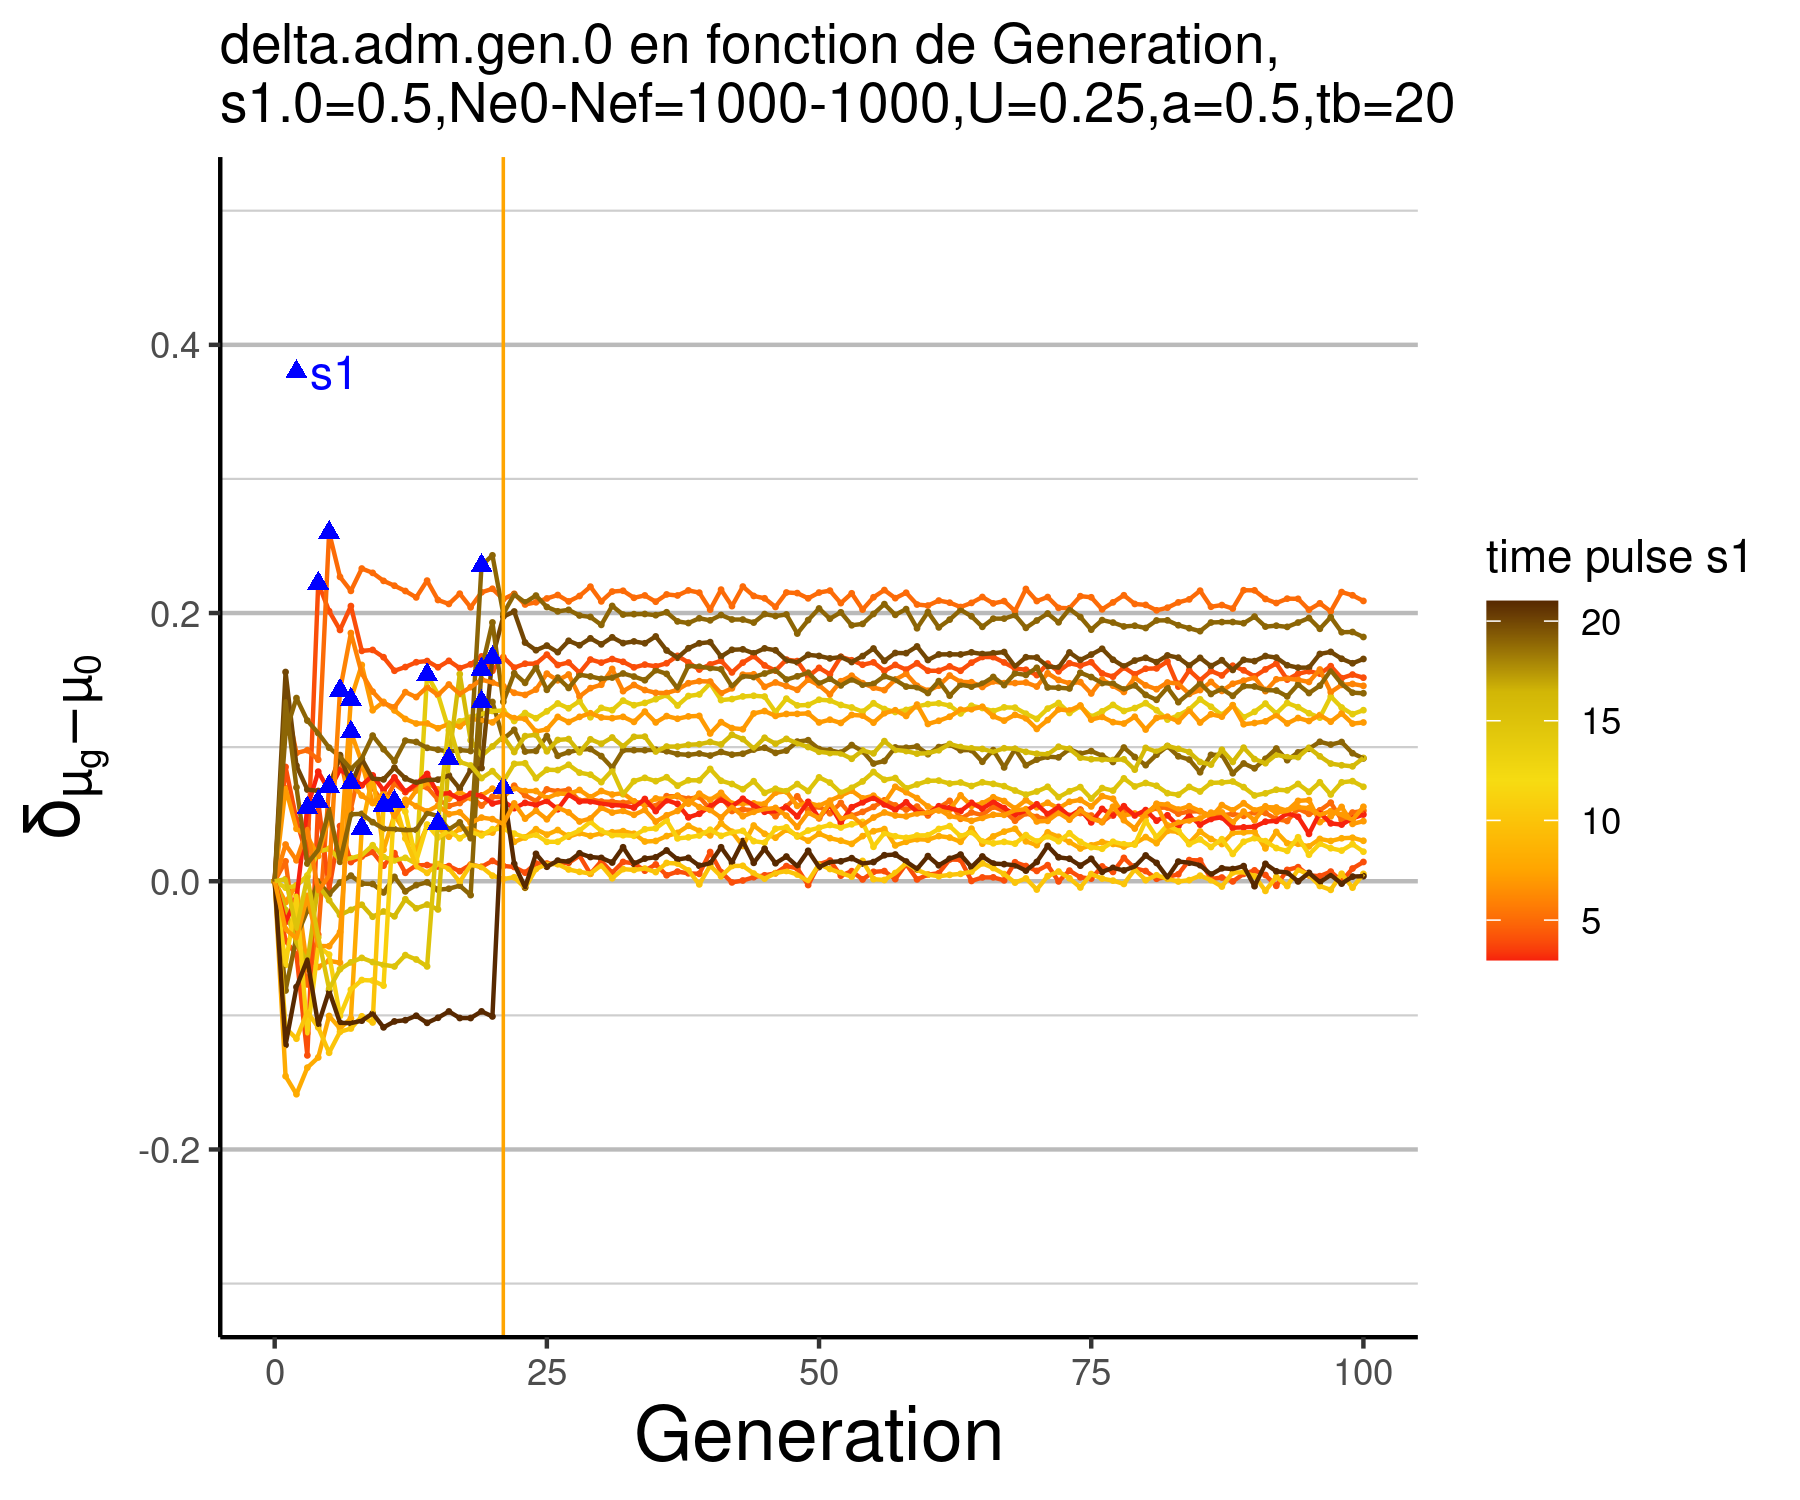 delta.adm.gen.0 en fonction de Generation,
s1.0=0.5,Ne0-Nef=1000-1000,U=0.25,a=0.5,tb=20
δμg−μ0
0.4
0.2
0.0
-0.2
s1
0 25 50 75 100
Generation
time pulse s1
20
15
10
5